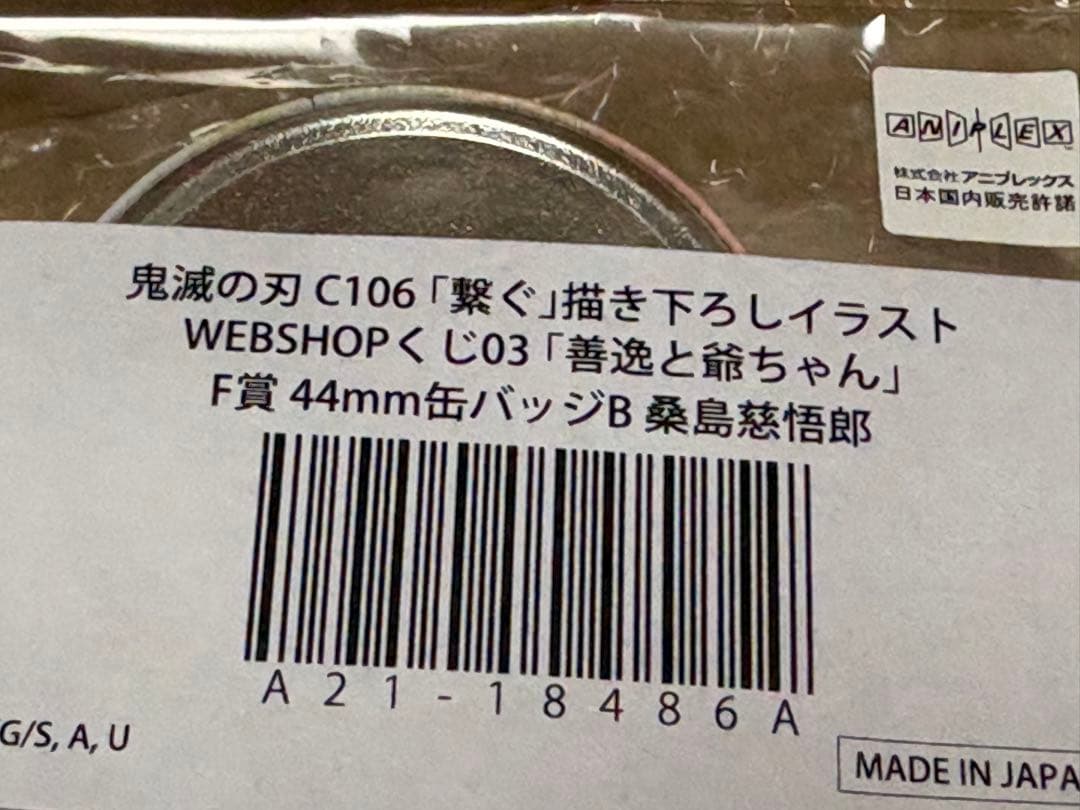 ANIPLEX
株式会社アニプレックス
日本国内販売許諾
鬼滅の刃 C106「繋ぐ」描き下ろしイラスト
WEBSHOPくじ03「善逸と爺ちゃん」
F賞 44mm缶バッジB 桑島慈悟郎
A21-18486A
G/S, A, U
MADE IN JAPA